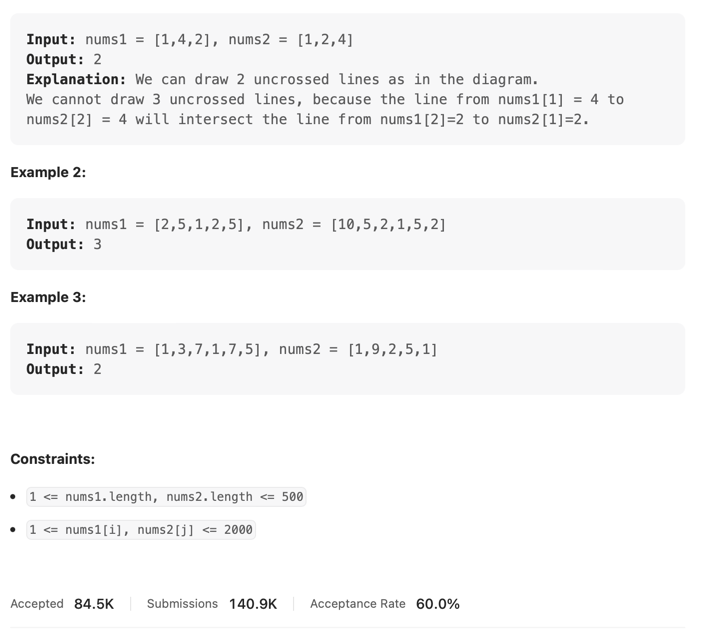 Input: nums1 = [1,4,2], nums2 = [1,2,4]
Output: 2
Explanation: We can draw 2 uncrossed lines as in the diagram.
We cannot draw 3 uncrossed lines, because the line from nums1[1] = 4 to
nums2[2] = 4 will intersect the line from nums1[2]=2 to nums2[1]=2.
Example 2:
Input: nums1 = [2,5,1,2,5], nums2 = [10,5,2,1,5,2]
Output: 3
Example 3:
Input: nums1 = [1,3,7,1,7,5], nums2 = [1,9,2,5,1]
Output: 2
Constraints:
• 1 <= nums1.length, nums2.length <= 500
• 1 <= nums1[i], nums2[j] <= 2000
Accepted 84.5K Submissions 140.9K Acceptance Rate 60.0%